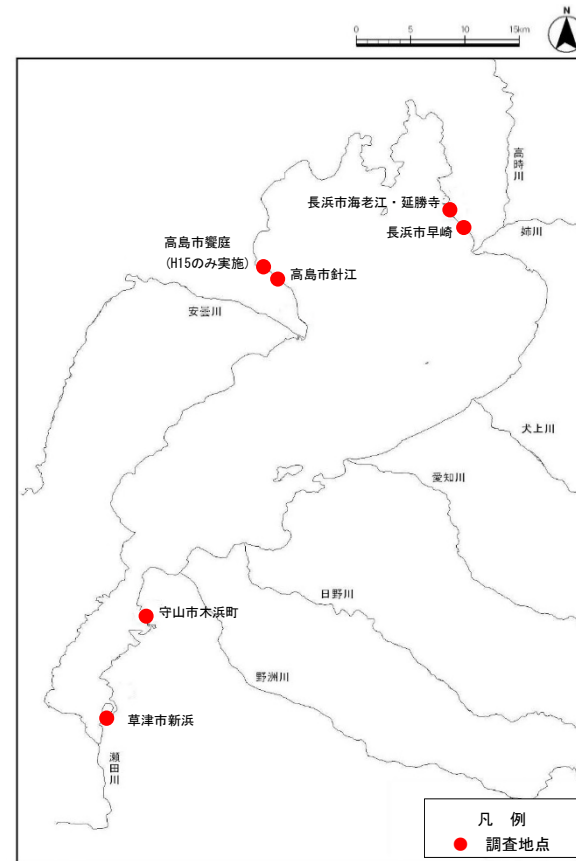 N
0 5 10 15km
高時川
長浜市海老江・延勝寺
姉川
長浜市早崎
高島市饗庭
(H15のみ実施)
高島市針江
安曇川
犬上川
愛知川
日野川
守山市木浜町
野洲川
草津市新浜
瀬田川
凡 例
調査地点